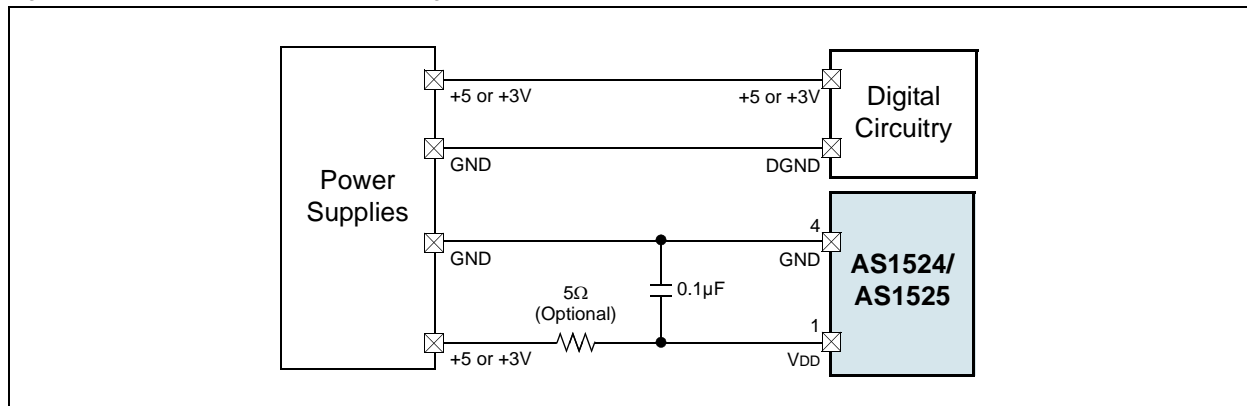 Power
Supplies
+5 or +3V
+5 or +3V
Digital
Circuitry
GND
DGND
GND
4
GND
AS1524/
AS1525
5Ω
(Optional)
0.1µF
+5 or +3V
1
VDD